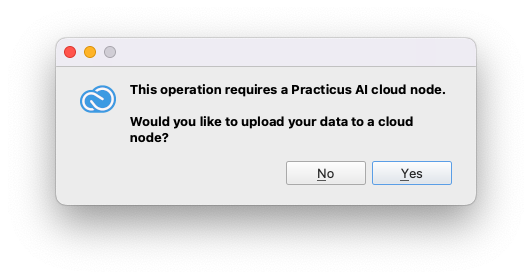 This operation requires a Practicus AI cloud node.
Would you like to upload your data to a cloud
node?
No
Yes